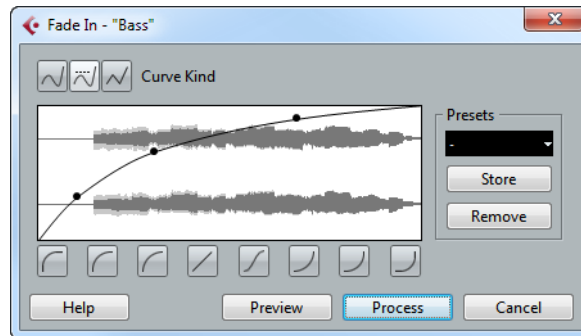 Fade In - "Bass"
Curve Kind
Presets
-
Store
Remove
Help
Preview
Process
Cancel